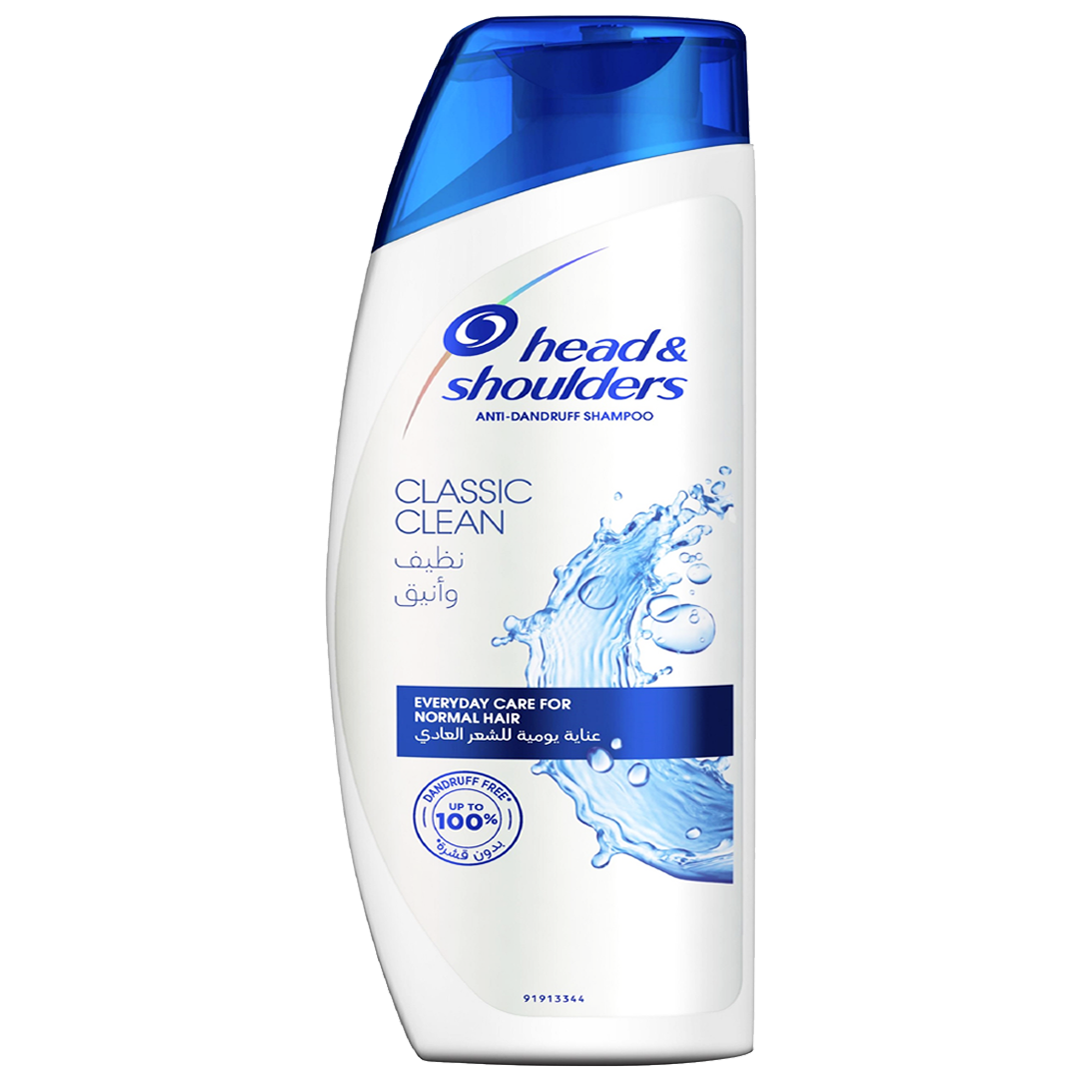 head &
shoulders
ANTI-DANDRUFF SHAMPOO
CLASSIC
CLEAN
نظيف
وأنيق
EVERYDAY CARE FOR
NORMAL HAIR
عناية يومية للشعر العادي
DANDRUFF FREE*
UP TO
100%
بدون قشرة*
91913344